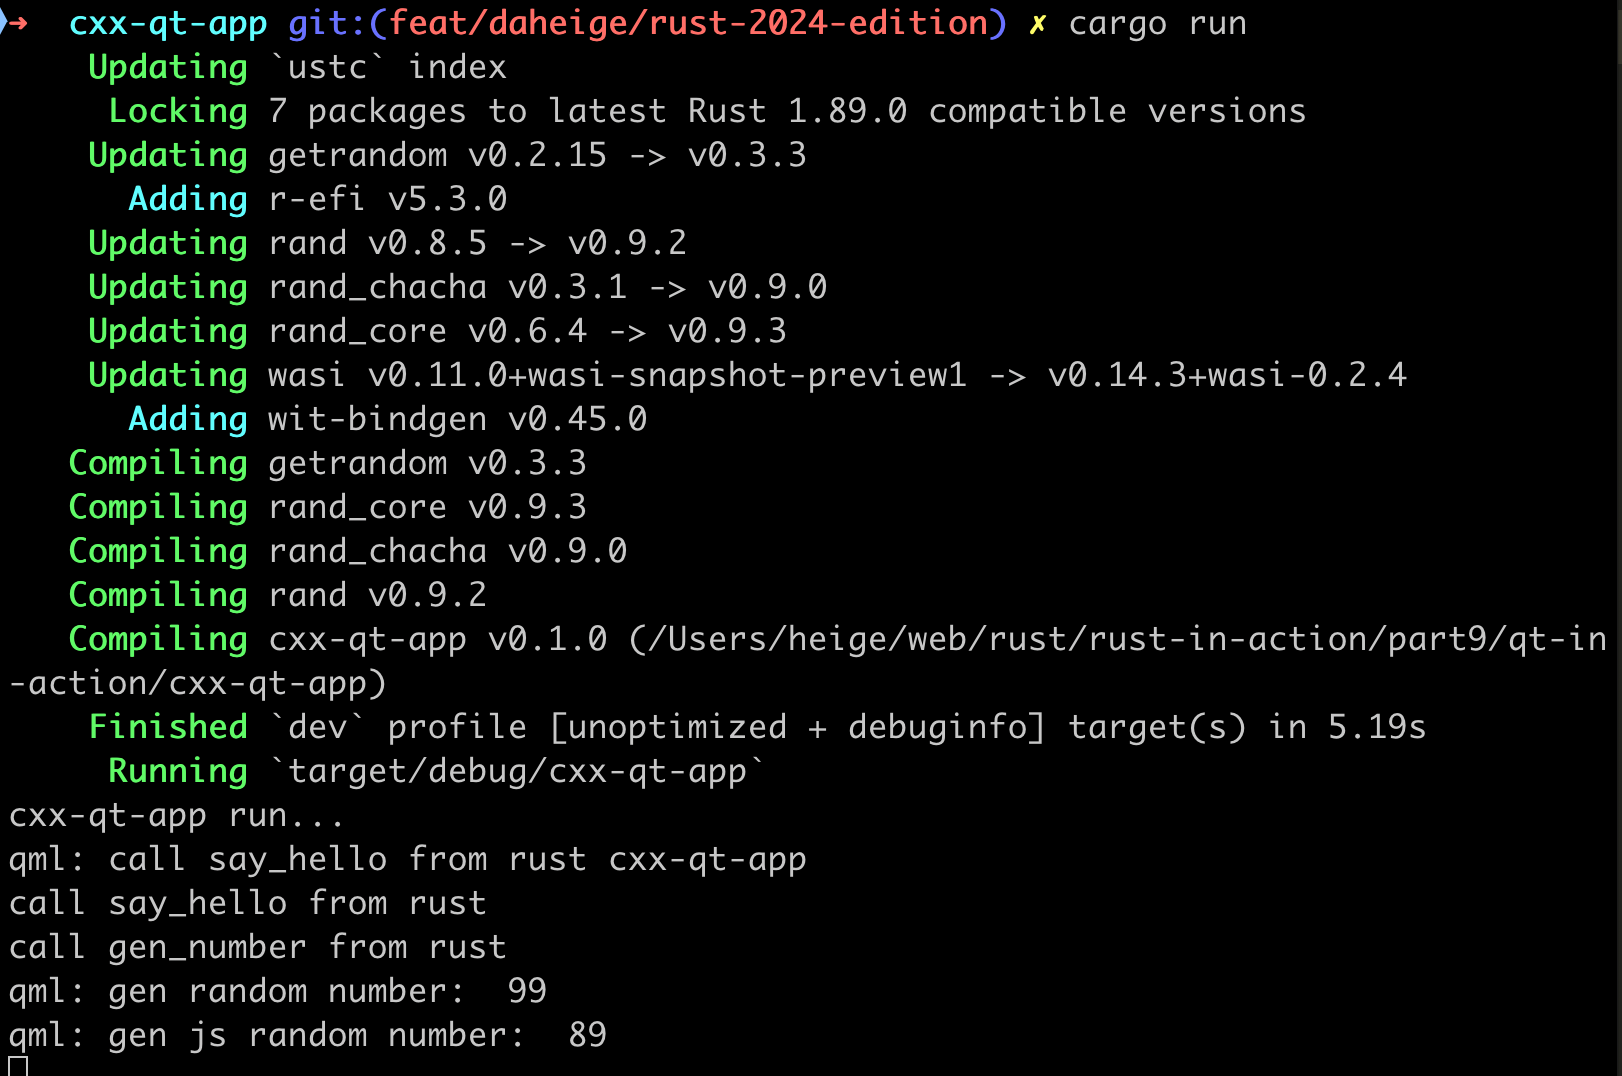 ➜  cxx-qt-app git:(feat/daheige/rust-2024-edition) ✗ cargo run
    Updating `ustc` index
     Locking 7 packages to latest Rust 1.89.0 compatible versions
    Updating getrandom v0.2.15 -> v0.3.3
      Adding r-efi v5.3.0
    Updating rand v0.8.5 -> v0.9.2
    Updating rand_chacha v0.3.1 -> v0.9.0
    Updating rand_core v0.6.4 -> v0.9.3
    Updating wasi v0.11.0+wasi-snapshot-preview1 -> v0.14.3+wasi-0.2.4
      Adding wit-bindgen v0.45.0
   Compiling getrandom v0.3.3
   Compiling rand_core v0.9.3
   Compiling rand_chacha v0.9.0
   Compiling rand v0.9.2
   Compiling cxx-qt-app v0.1.0 (/Users/heige/web/rust/rust-in-action/part9/qt-in
-action/cxx-qt-app)
    Finished `dev` profile [unoptimized + debuginfo] target(s) in 5.19s
     Running `target/debug/cxx-qt-app`
cxx-qt-app run...
qml: call say_hello from rust cxx-qt-app
call say_hello from rust
call gen_number from rust
qml: gen random number:  99
qml: gen js random number:  89